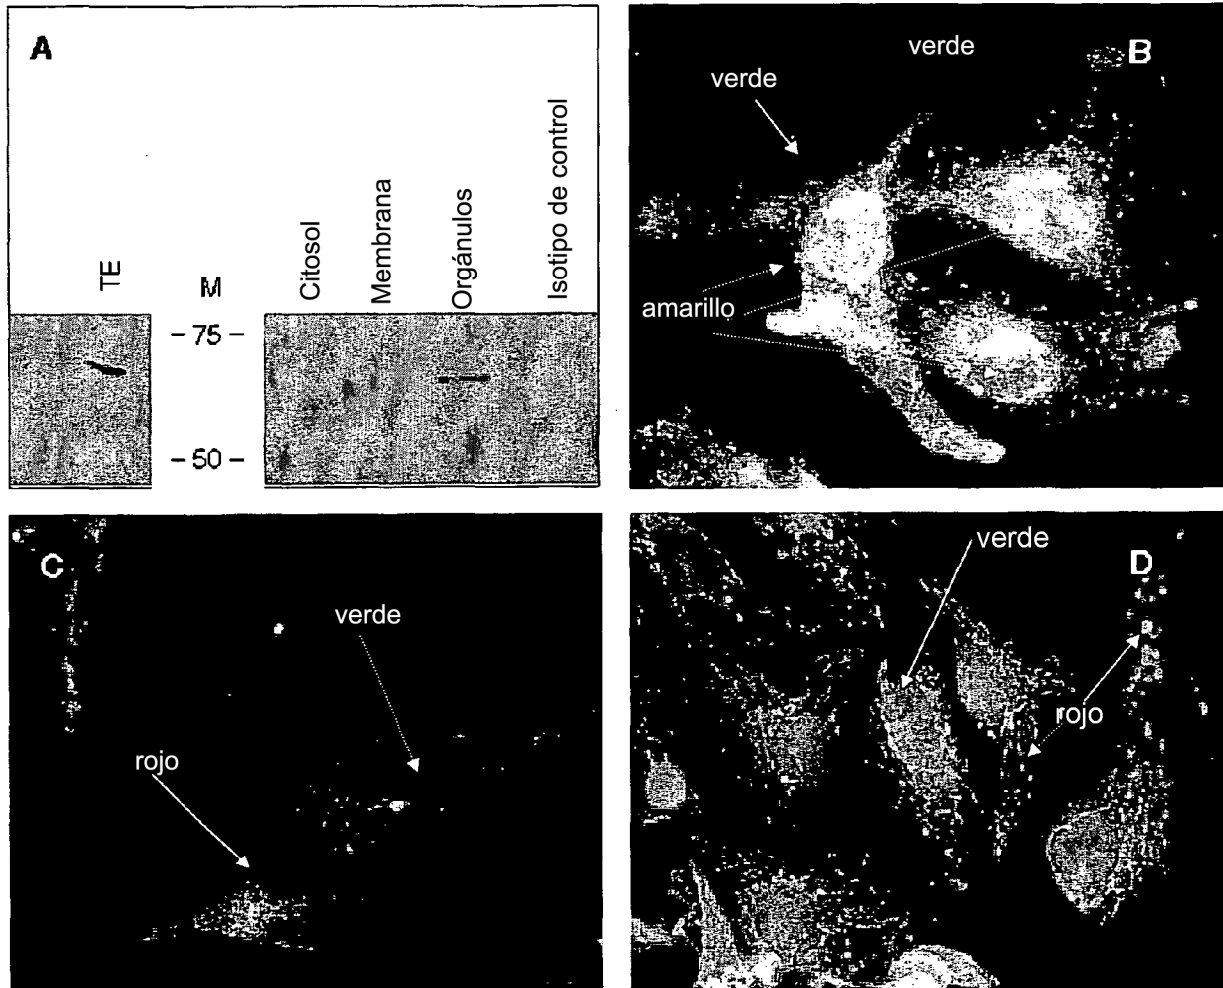 A
TE
M
Citosol
Membrana
Orgánulos
Isotipo de control
- 75 -
- 50 -
B
verde
verde
amarillo
C
verde
rojo
D
verde
rojo